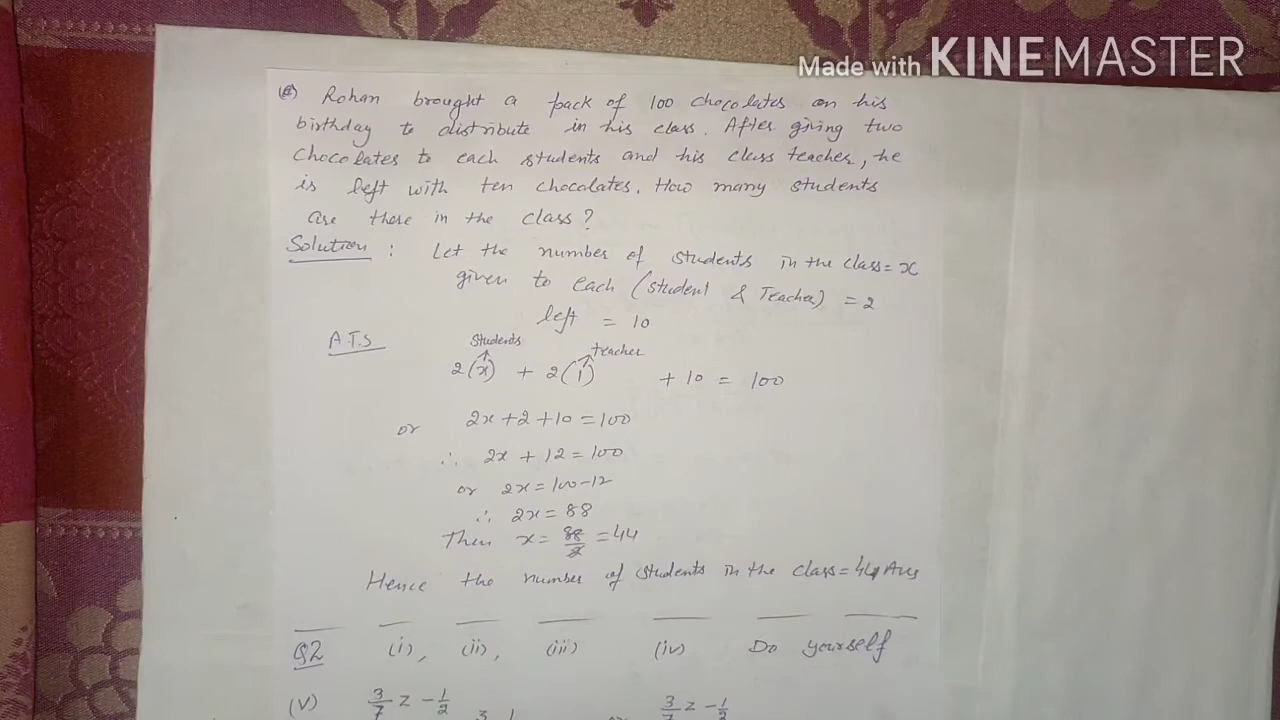 Made with KINEMASTER
(e) Rohan brought a pack of 100 chocolates on his
birthday to distribute in his class. After giving two
chocolates to each students and his class teacher, he
is left with ten chocolates. How many students
are there in the class?
Solution : Let the number of students in the class = x
given to each (student & Teacher) = 2
left = 10
A.T.S
students
teacher
2(x) + 2(1) + 10 = 100
or 2x + 2 + 10 = 100
∴ 2x + 12 = 100
or 2x = 100 - 12
∴ 2x = 88
Then x = 88/2 = 44
Hence the number of students in the class = 44 Ans
Q2 (i), (ii), (iii) (iv) Do yourself
(V) 3/7 z - 1/2 3/7 z - 1/2